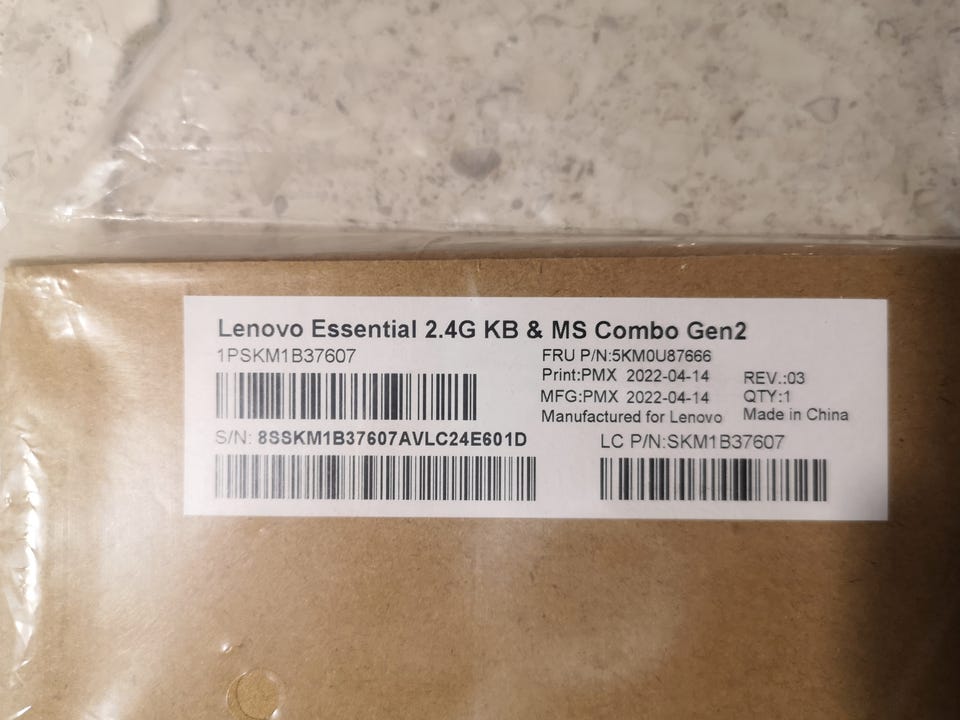 Lenovo Essential 2.4G KB & MS Combo Gen2
1PSKM1B37607
FRU P/N:5KM0U87666
Print:PMX 2022-04-14 REV.:03
MFG:PMX 2022-04-14 QTY:1
Manufactured for Lenovo Made in China
S/N: 8SSKM1B37607AVLC24E601D
LC P/N:SKM1B37607